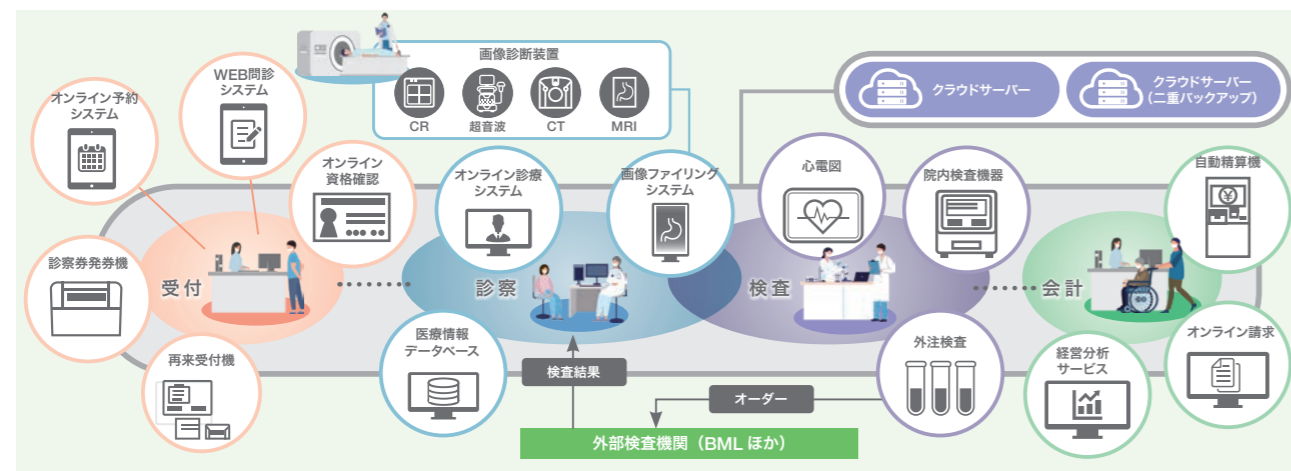 画像診断装置
CR
超音波
CT
MRI
クラウドサーバー
クラウドサーバー
(二重バックアップ)
オンライン予約
システム
WEB問診
システム
オンライン
資格確認
オンライン診療
システム
画像ファイリング
システム
心電図
院内検査機器
自動精算機
診察券発券機
受付
診察
検査
会計
再来受付機
医療情報
データベース
検査結果
オーダー
外注検査
経営分析
サービス
オンライン請求
外部検査機関（BML ほか）